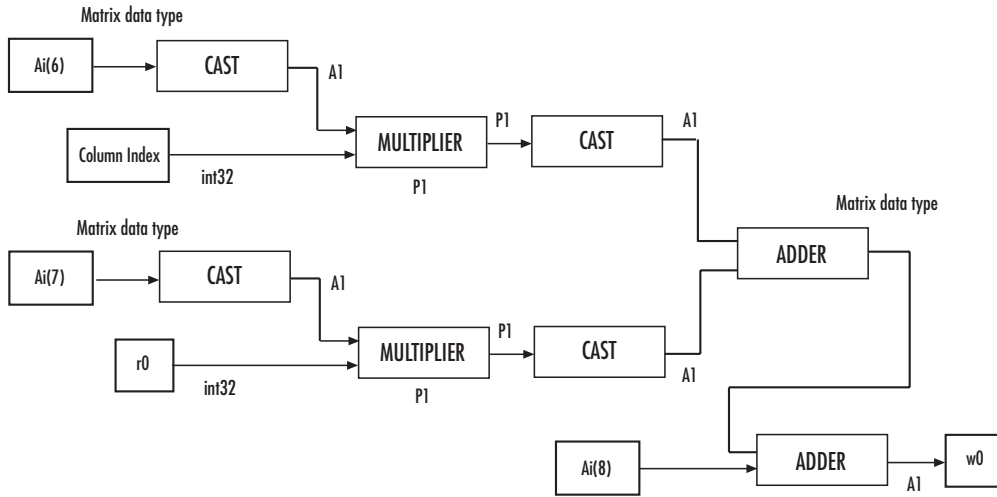 Matrix data type
Ai(6)
CAST
A1
Column Index
int32
MULTIPLIER
P1
P1
CAST
A1
Matrix data type
Ai(7)
CAST
A1
r0
int32
MULTIPLIER
P1
P1
CAST
A1
Matrix data type
ADDER
Ai(8)
ADDER
A1
w0